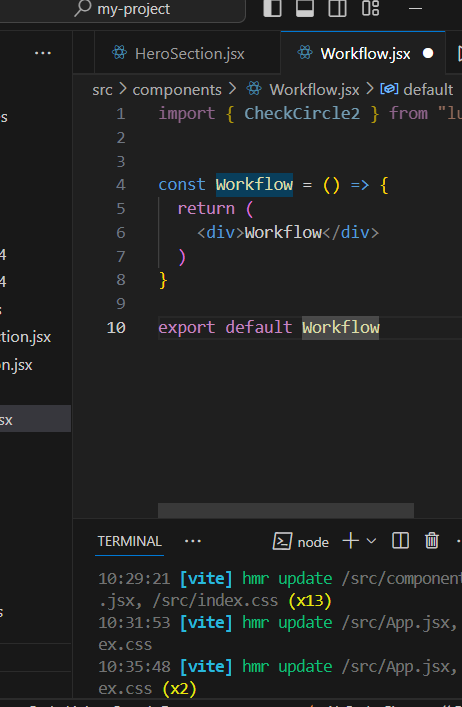 my-project
HeroSection.jsx
Workflow.jsx
src > components > Workflow.jsx > default
1 import { CheckCircle2 } from "lu
2
3
4 const Workflow = () => {
5 return (
6 <div>Workflow</div>
7 )
8 }
9
10 export default Workflow
s
4
4
s
tion.jsx
n.jsx
sx
s
TERMINAL ··· node
10:29:21 [vite] hmr update /src/component
.jsx, /src/index.css (x13)
10:31:53 [vite] hmr update /src/App.jsx,
ex.css
10:35:48 [vite] hmr update /src/App.jsx,
ex.css (x2)